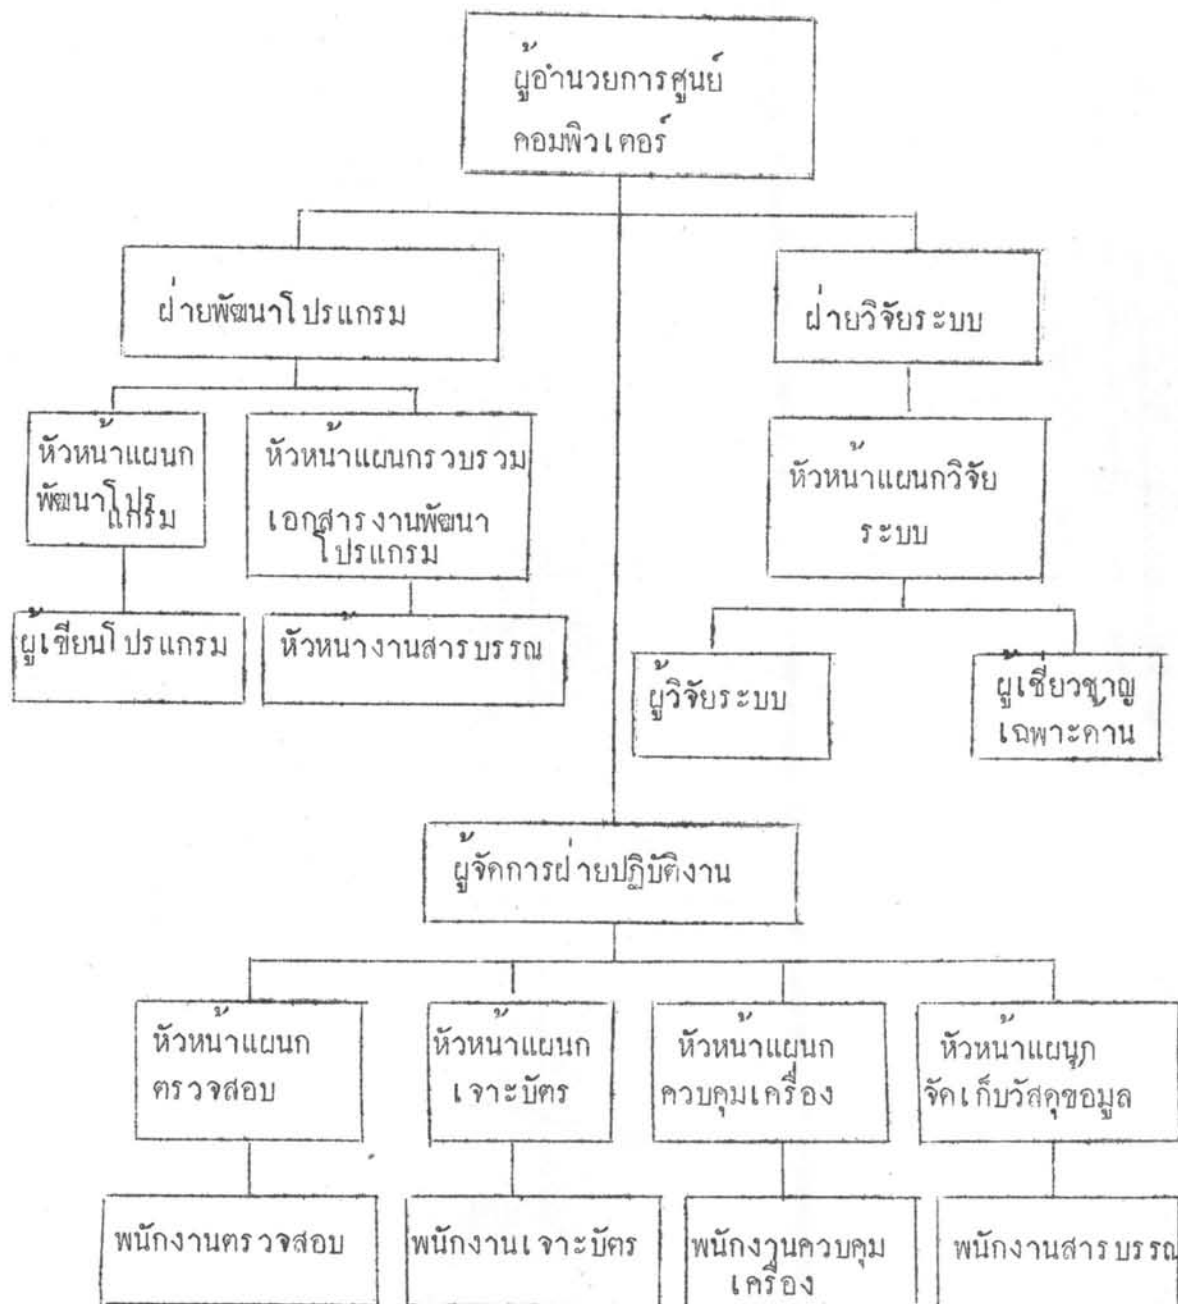 ผู้อำนวยการศูนย์
คอมพิวเตอร์
ฝ่ายพัฒนาโปรแกรม
ฝ่ายวิจัยระบบ
หัวหน้าแผนก
พัฒนาโปร
แกรม
หัวหน้าแผนกรวบรวม
เอกสารงานพัฒนา
โปรแกรม
หัวหน้าแผนกวิจัย
ระบบ
ผู้เขียนโปรแกรม
หัวหน้างานสารบรรณ
ผู้วิจัยระบบ
ผู้เชี่ยวชาญ
เฉพาะด้าน
ผู้จัดการฝ่ายปฏิบัติงาน
หัวหน้าแผนก
ตรวจสอบ
หัวหน้าแผนก
เจาะบัตร
หัวหน้าแผนก
ควบคุมเครื่อง
หัวหน้าแผนก
จัดเก็บวัสดุข้อมูล
พนักงานตรวจสอบ
พนักงานเจาะบัตร
พนักงานควบคุม
เครื่อง
พนักงานสารบรรณ